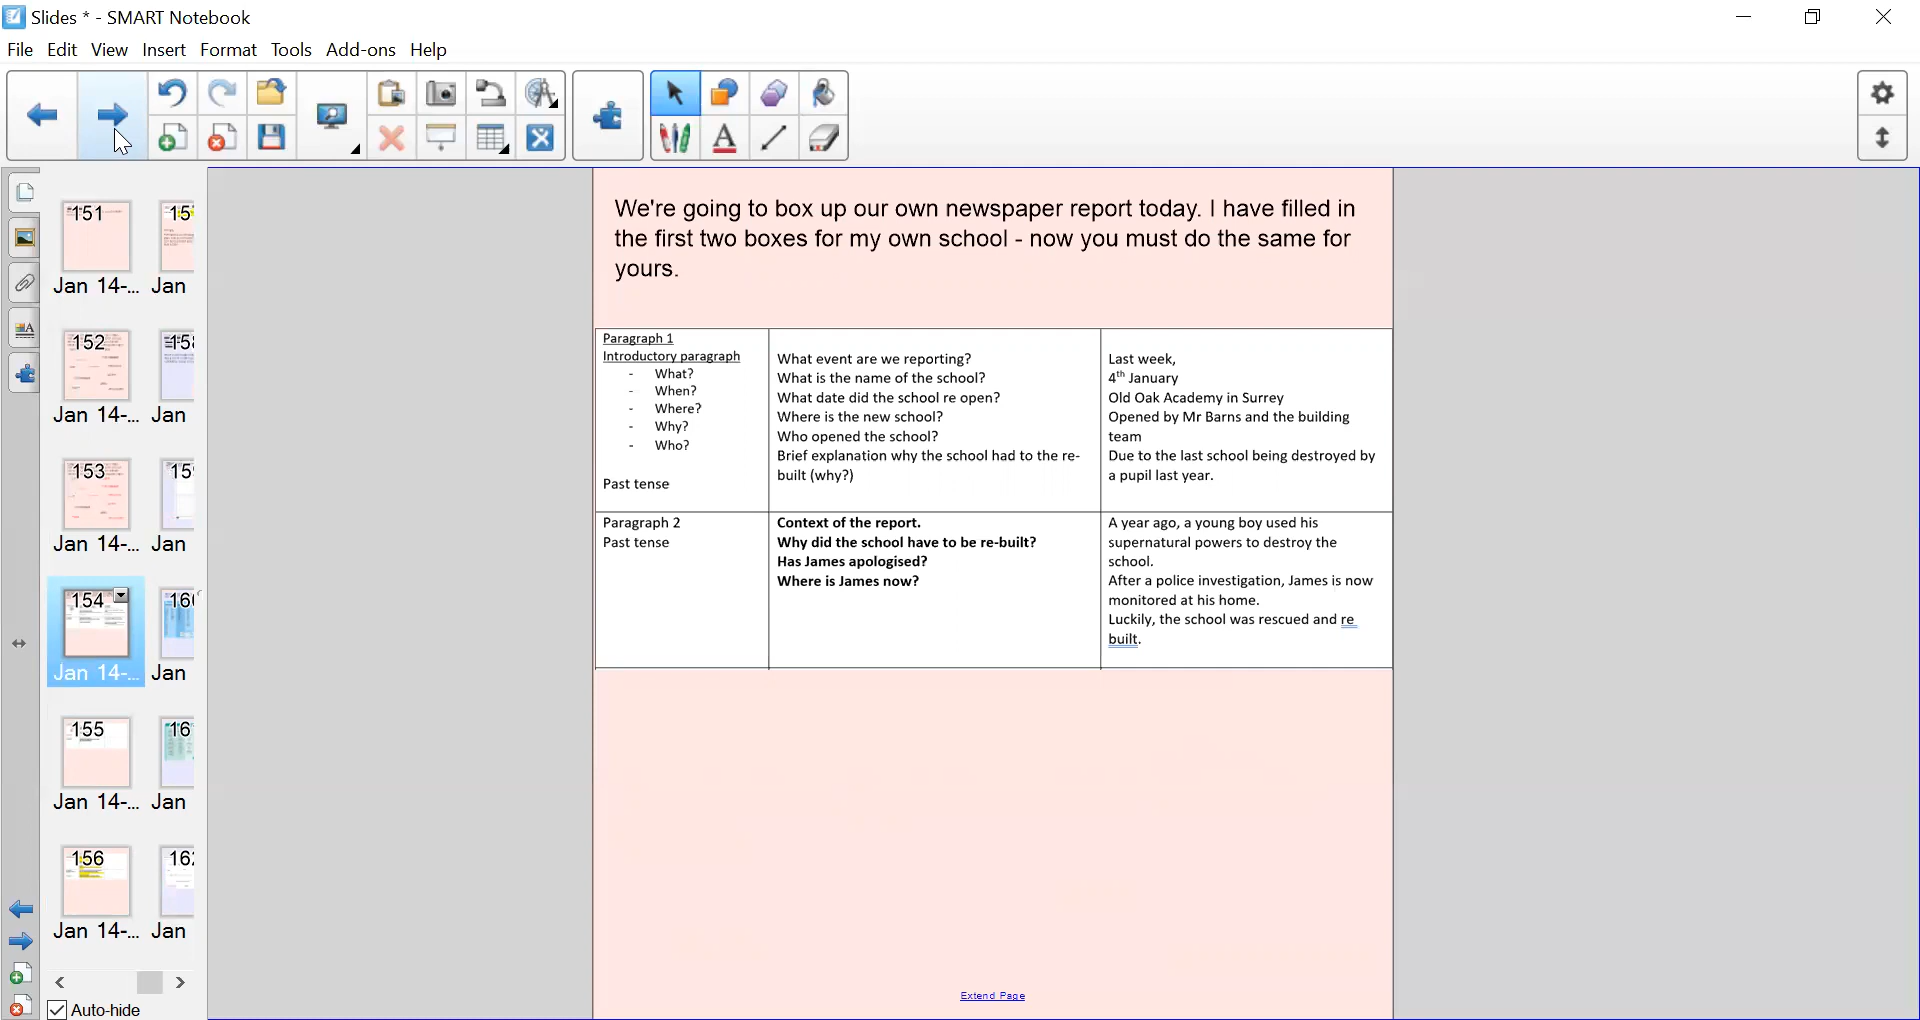 Slides * - SMART Notebook
File Edit View Insert Format Tools Add-ons Help
We're going to box up our own newspaper report today. I have filled in
the first two boxes for my own school - now you must do the same for
yours.
Paragraph 1
Introductory paragraph
- What?
- When?
- Where?
- Why?
- Who?
Past tense
What event are we reporting?
What is the name of the school?
What date did the school re open?
Where is the new school?
Who opened the school?
Brief explanation why the school had to the re-
built (why?)
Last week,
4th January
Old Oak Academy in Surrey
Opened by Mr Barns and the building
team
Due to the last school being destroyed by
a pupil last year.
Paragraph 2
Past tense
Context of the report.
Why did the school have to be re-built?
Has James apologised?
Where is James now?
A year ago, a young boy used his
supernatural powers to destroy the
school.
After a police investigation, James is now
monitored at his home.
Luckily, the school was rescued and re
built.
Extend Page
151
Jan 14-... Jan
152
Jan 14-... Jan
153
Jan 14-... Jan
154
Jan 14-... Jan
155
Jan 14-... Jan
156
Jan 14-... Jan
Auto-hide